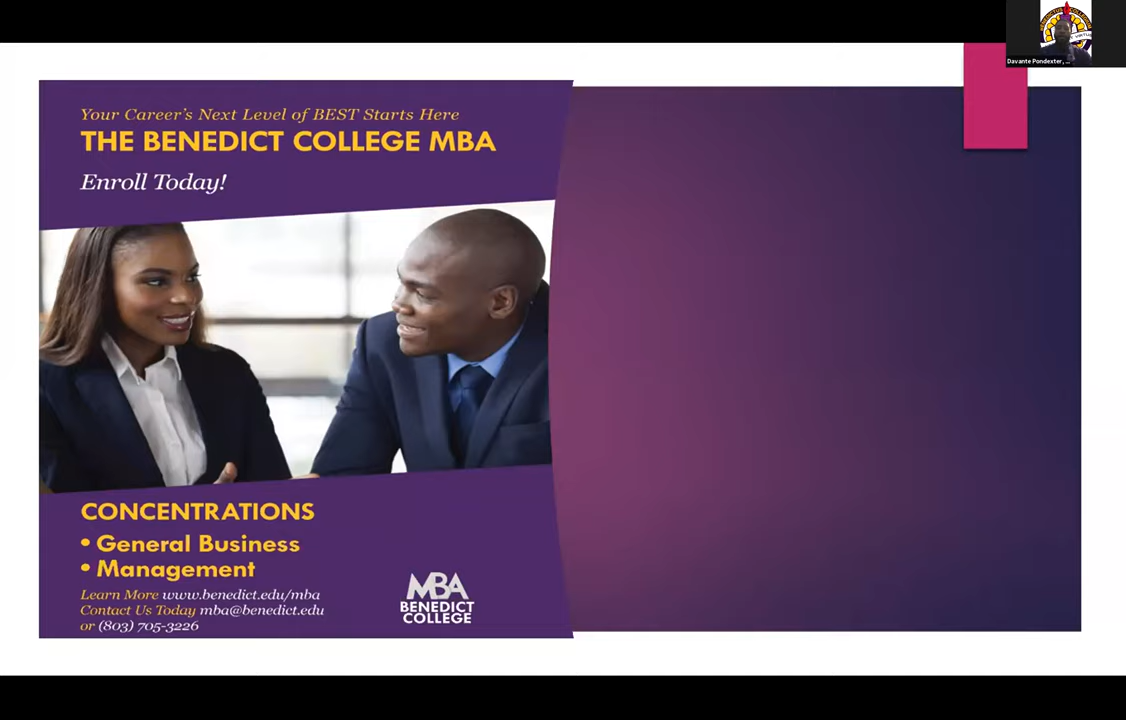 Davante Pondexter, ...
Your Career's Next Level of BEST Starts Here
THE BENEDICT COLLEGE MBA
Enroll Today!
CONCENTRATIONS
• General Business
• Management
Learn More www.benedict.edu/mba
Contact Us Today mba@benedict.edu
or (803) 705-3226
MBA
BENEDICT
COLLEGE